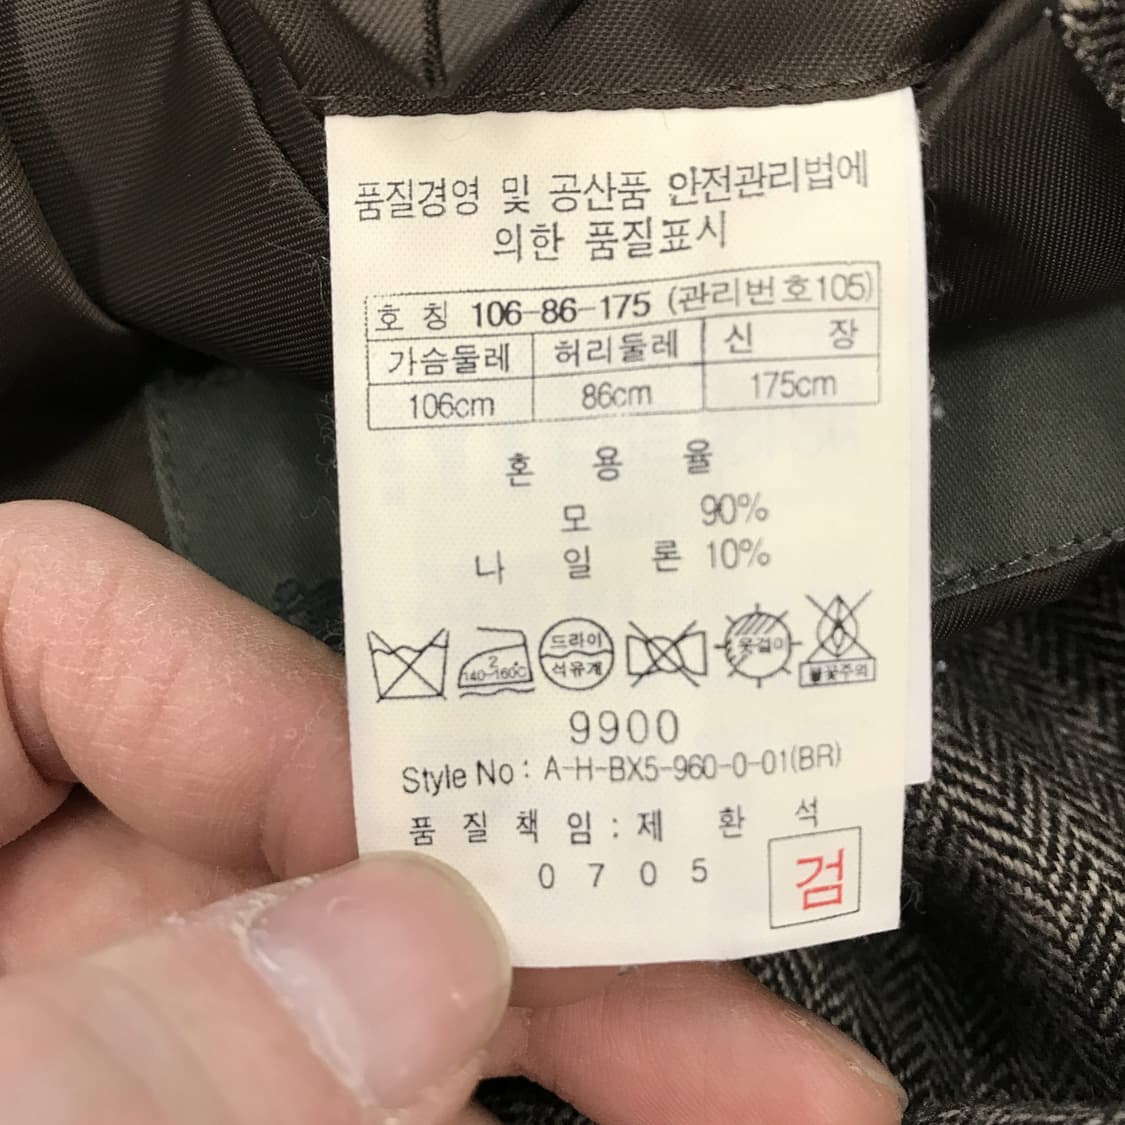 품질경영 및 공산품 안전관리법에
의한 품질표시
호 칭 106-86-175 (관리번호105)
가슴둘레 허리둘레 신 장
106cm 86cm 175cm
혼 용 율
모 90%
나 일 론 10%
2 140~160℃ 드라이 석유계 옷걸이 불꽃주의
9900
Style No : A-H-BX5-960-0-01(BR)
품 질 책 임 : 제 환 석
0 7 0 5 검